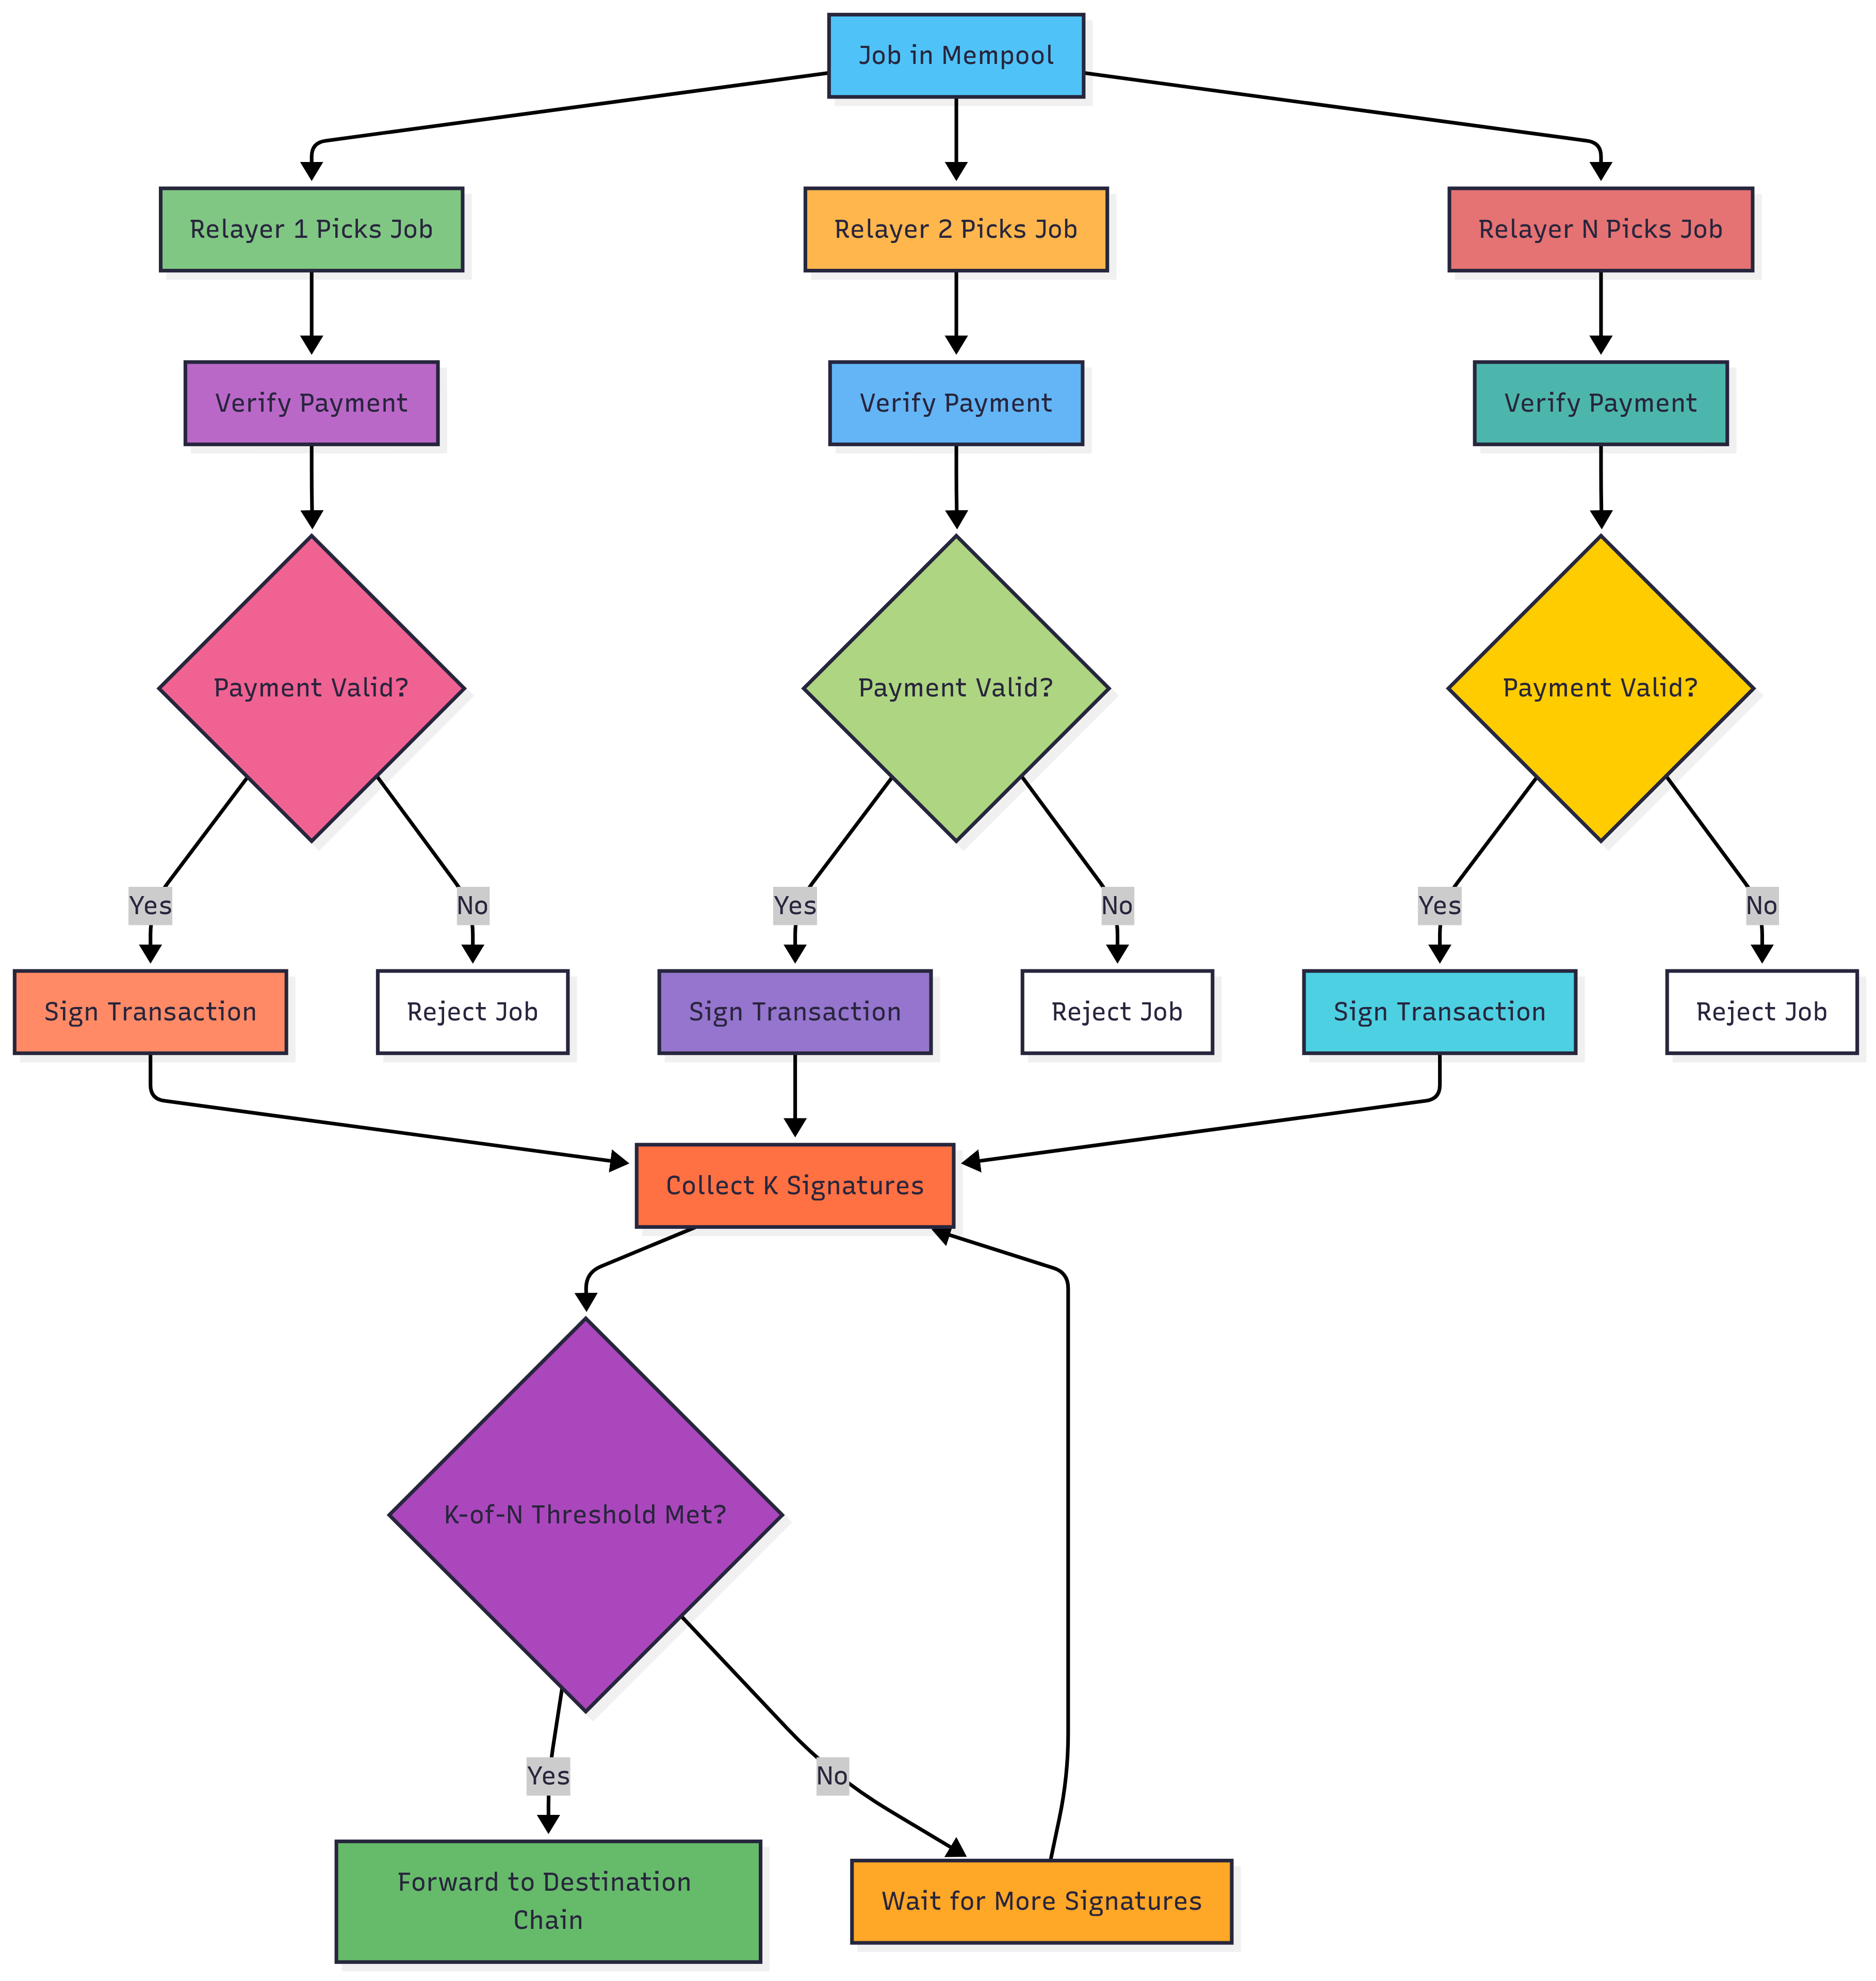 Job in Mempool
Relayer 1 Picks Job
Relayer 2 Picks Job
Relayer N Picks Job
Verify Payment
Verify Payment
Verify Payment
Payment Valid?
Payment Valid?
Payment Valid?
Yes
No
Yes
No
Yes
No
Sign Transaction
Reject Job
Sign Transaction
Reject Job
Sign Transaction
Reject Job
Collect K Signatures
K-of-N Threshold Met?
Yes
No
Forward to Destination
Chain
Wait for More Signatures